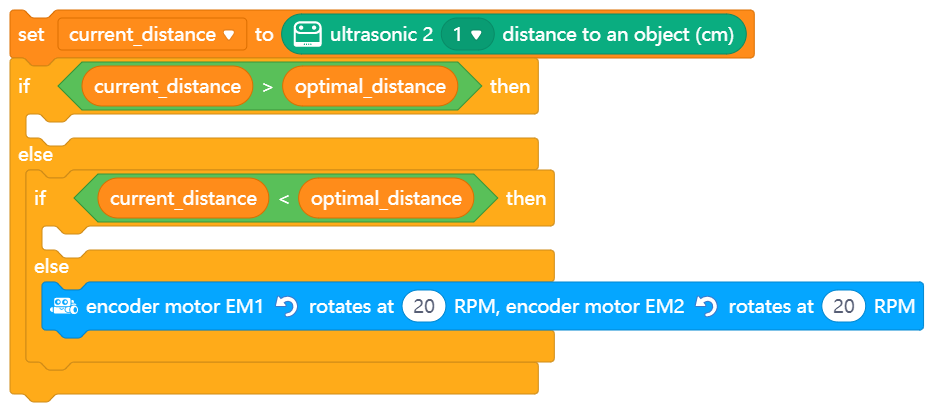 set current_distance to ultrasonic 2 1 distance to an object (cm)
if current_distance > optimal_distance then
else
if current_distance < optimal_distance then
else
encoder motor EM1 rotates at 20 RPM, encoder motor EM2 rotates at 20 RPM